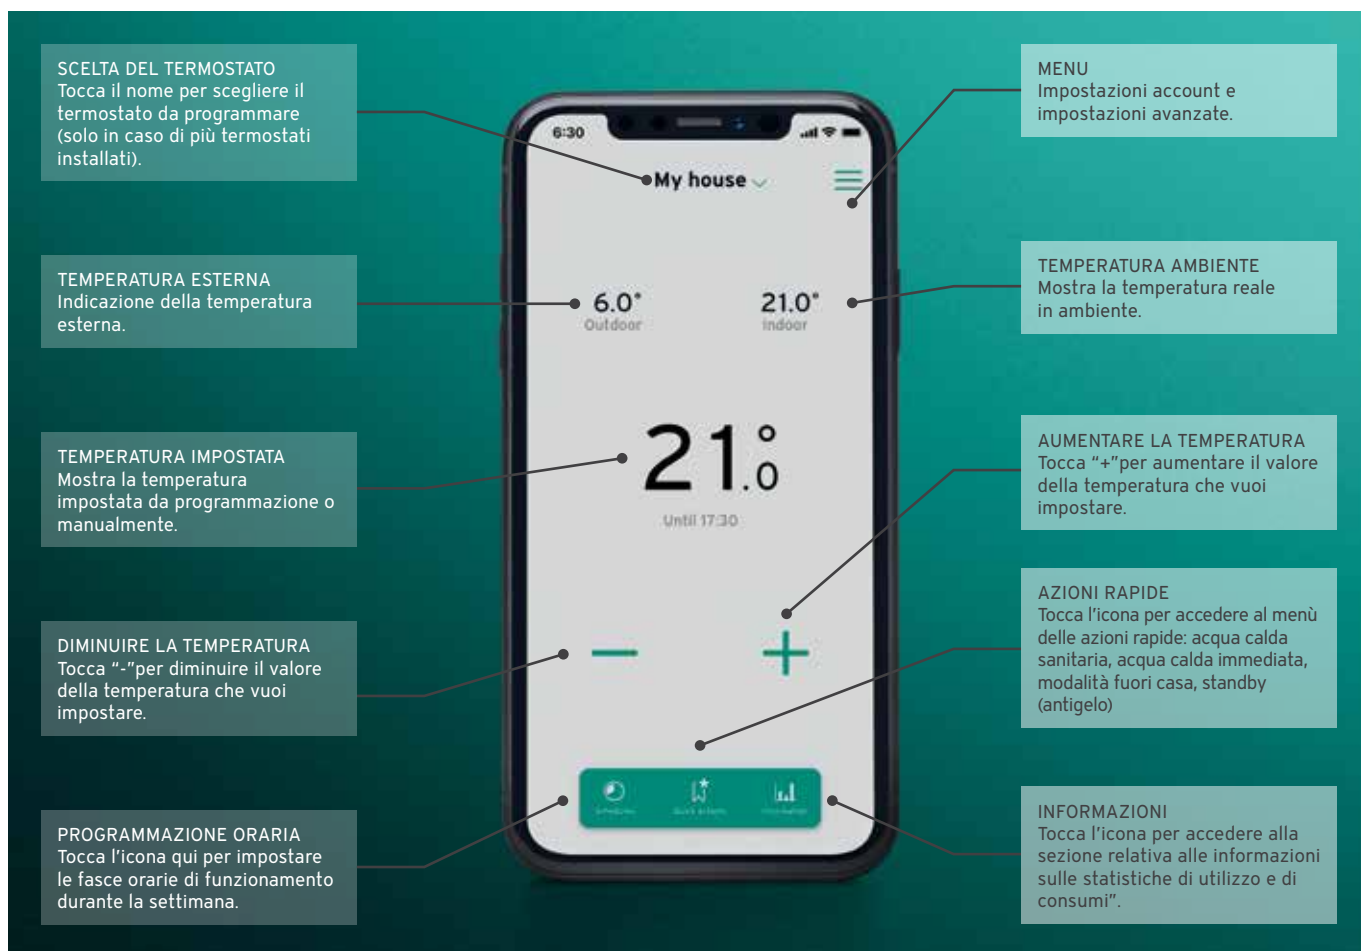 SCELTA DEL TERMOSTATO
Tocca il nome per scegliere il
termostato da programmare
(solo in caso di più termostati
installati).
TEMPERATURA ESTERNA
Indicazione della temperatura
esterna.
TEMPERATURA IMPOSTATA
Mostra la temperatura
impostata da programmazione o
manualmente.
DIMINUIRE LA TEMPERATURA
Tocca “-”per diminuire il valore
della temperatura che vuoi
impostare.
PROGRAMMAZIONE ORARIA
Tocca l’icona qui per impostare
le fasce orarie di funzionamento
durante la settimana.
6:30
My house
6.0°
Outdoor
21.0°
Indoor
21.0°
Until 17:30
MENU
Impostazioni account e
impostazioni avanzate.
TEMPERATURA AMBIENTE
Mostra la temperatura reale
in ambiente.
AUMENTARE LA TEMPERATURA
Tocca “+”per aumentare il valore
della temperatura che vuoi
impostare.
AZIONI RAPIDE
Tocca l’icona per accedere al menù
delle azioni rapide: acqua calda
sanitaria, acqua calda immediata,
modalità fuori casa, standby
(antigelo)
INFORMAZIONI
Tocca l’icona per accedere alla
sezione relativa alle informazioni
sulle statistiche di utilizzo e di
consumi”.